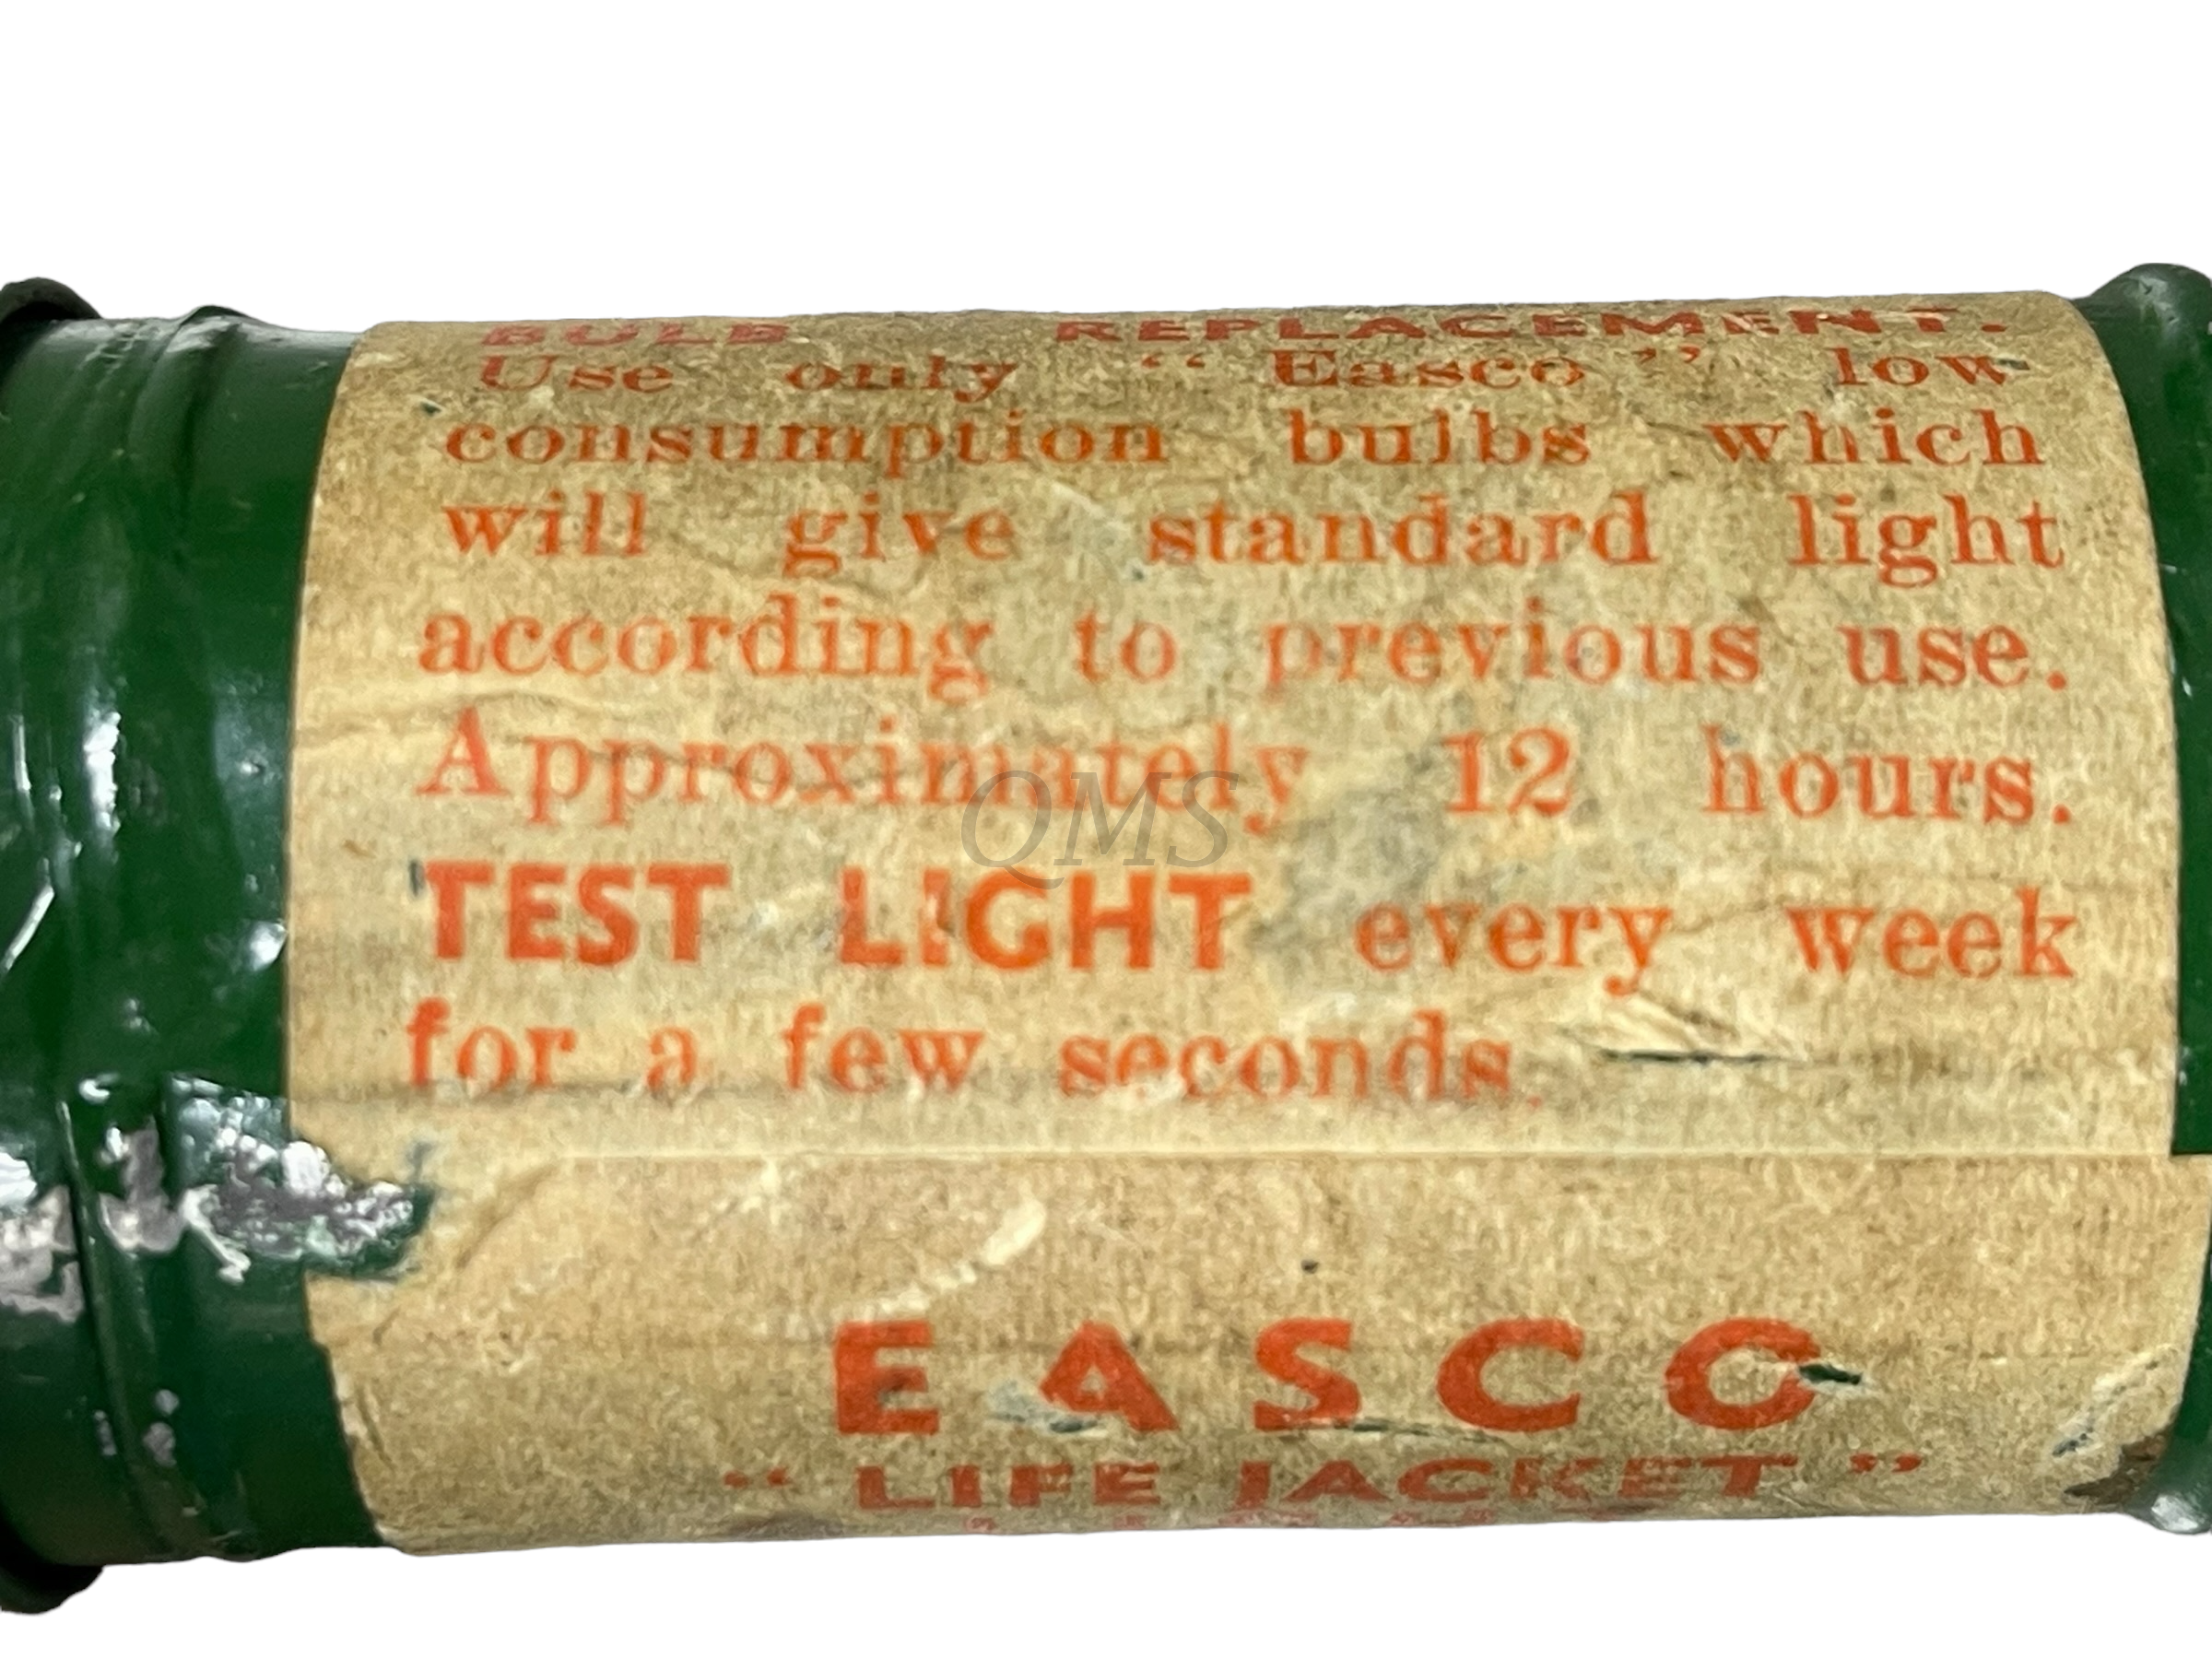 BULB REPLACEMENT.
Use only “Easco” low
consumption bulbs which
will give standard light
according to previous use.
Approximately 12 hours.
QMS
TEST LIGHT every week
for a few seconds.
EASCO
“LIFE JACKET”